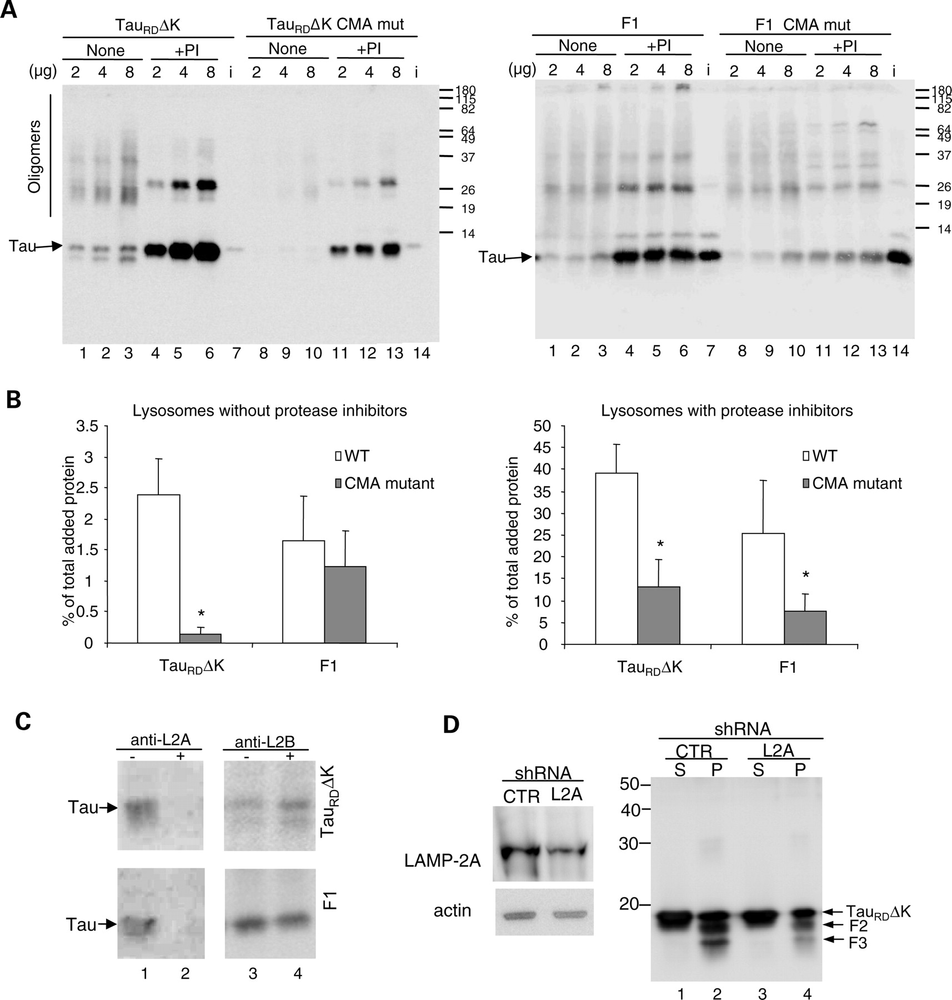 A
TauRDΔK TauRDΔK CMA mut
None +PI None +PI
(µg) 2 4 8 2 4 8 i 2 4 8 2 4 8 i
Oligomers
Tau
180
115
82
64
49
37
26
19
14
1 2 3 4 5 6 7 8 9 10 11 12 13 14
F1 F1 CMA mut
None +PI None +PI
(µg) 2 4 8 2 4 8 i 2 4 8 2 4 8 i
Tau
180
115
82
64
49
37
26
19
14
1 2 3 4 5 6 7 8 9 10 11 12 13 14
B
Lysosomes without protease inhibitors
% of total added protein
3.5
3
2.5
2
1.5
1
0.5
0
WT
CMA mutant
*
TauRDΔK F1
Lysosomes with protease inhibitors
% of total added protein
50
45
40
35
30
25
20
15
10
5
0
WT
CMA mutant
*
*
TauRDΔK F1
C
anti-L2A anti-L2B
- + - +
Tau
TauRDΔK
Tau
F1
1 2 3 4
D
shRNA
CTR L2A
LAMP-2A
actin
shRNA
CTR L2A
S P S P
50
40
30
20
TauRDΔK
F2
F3
1 2 3 4